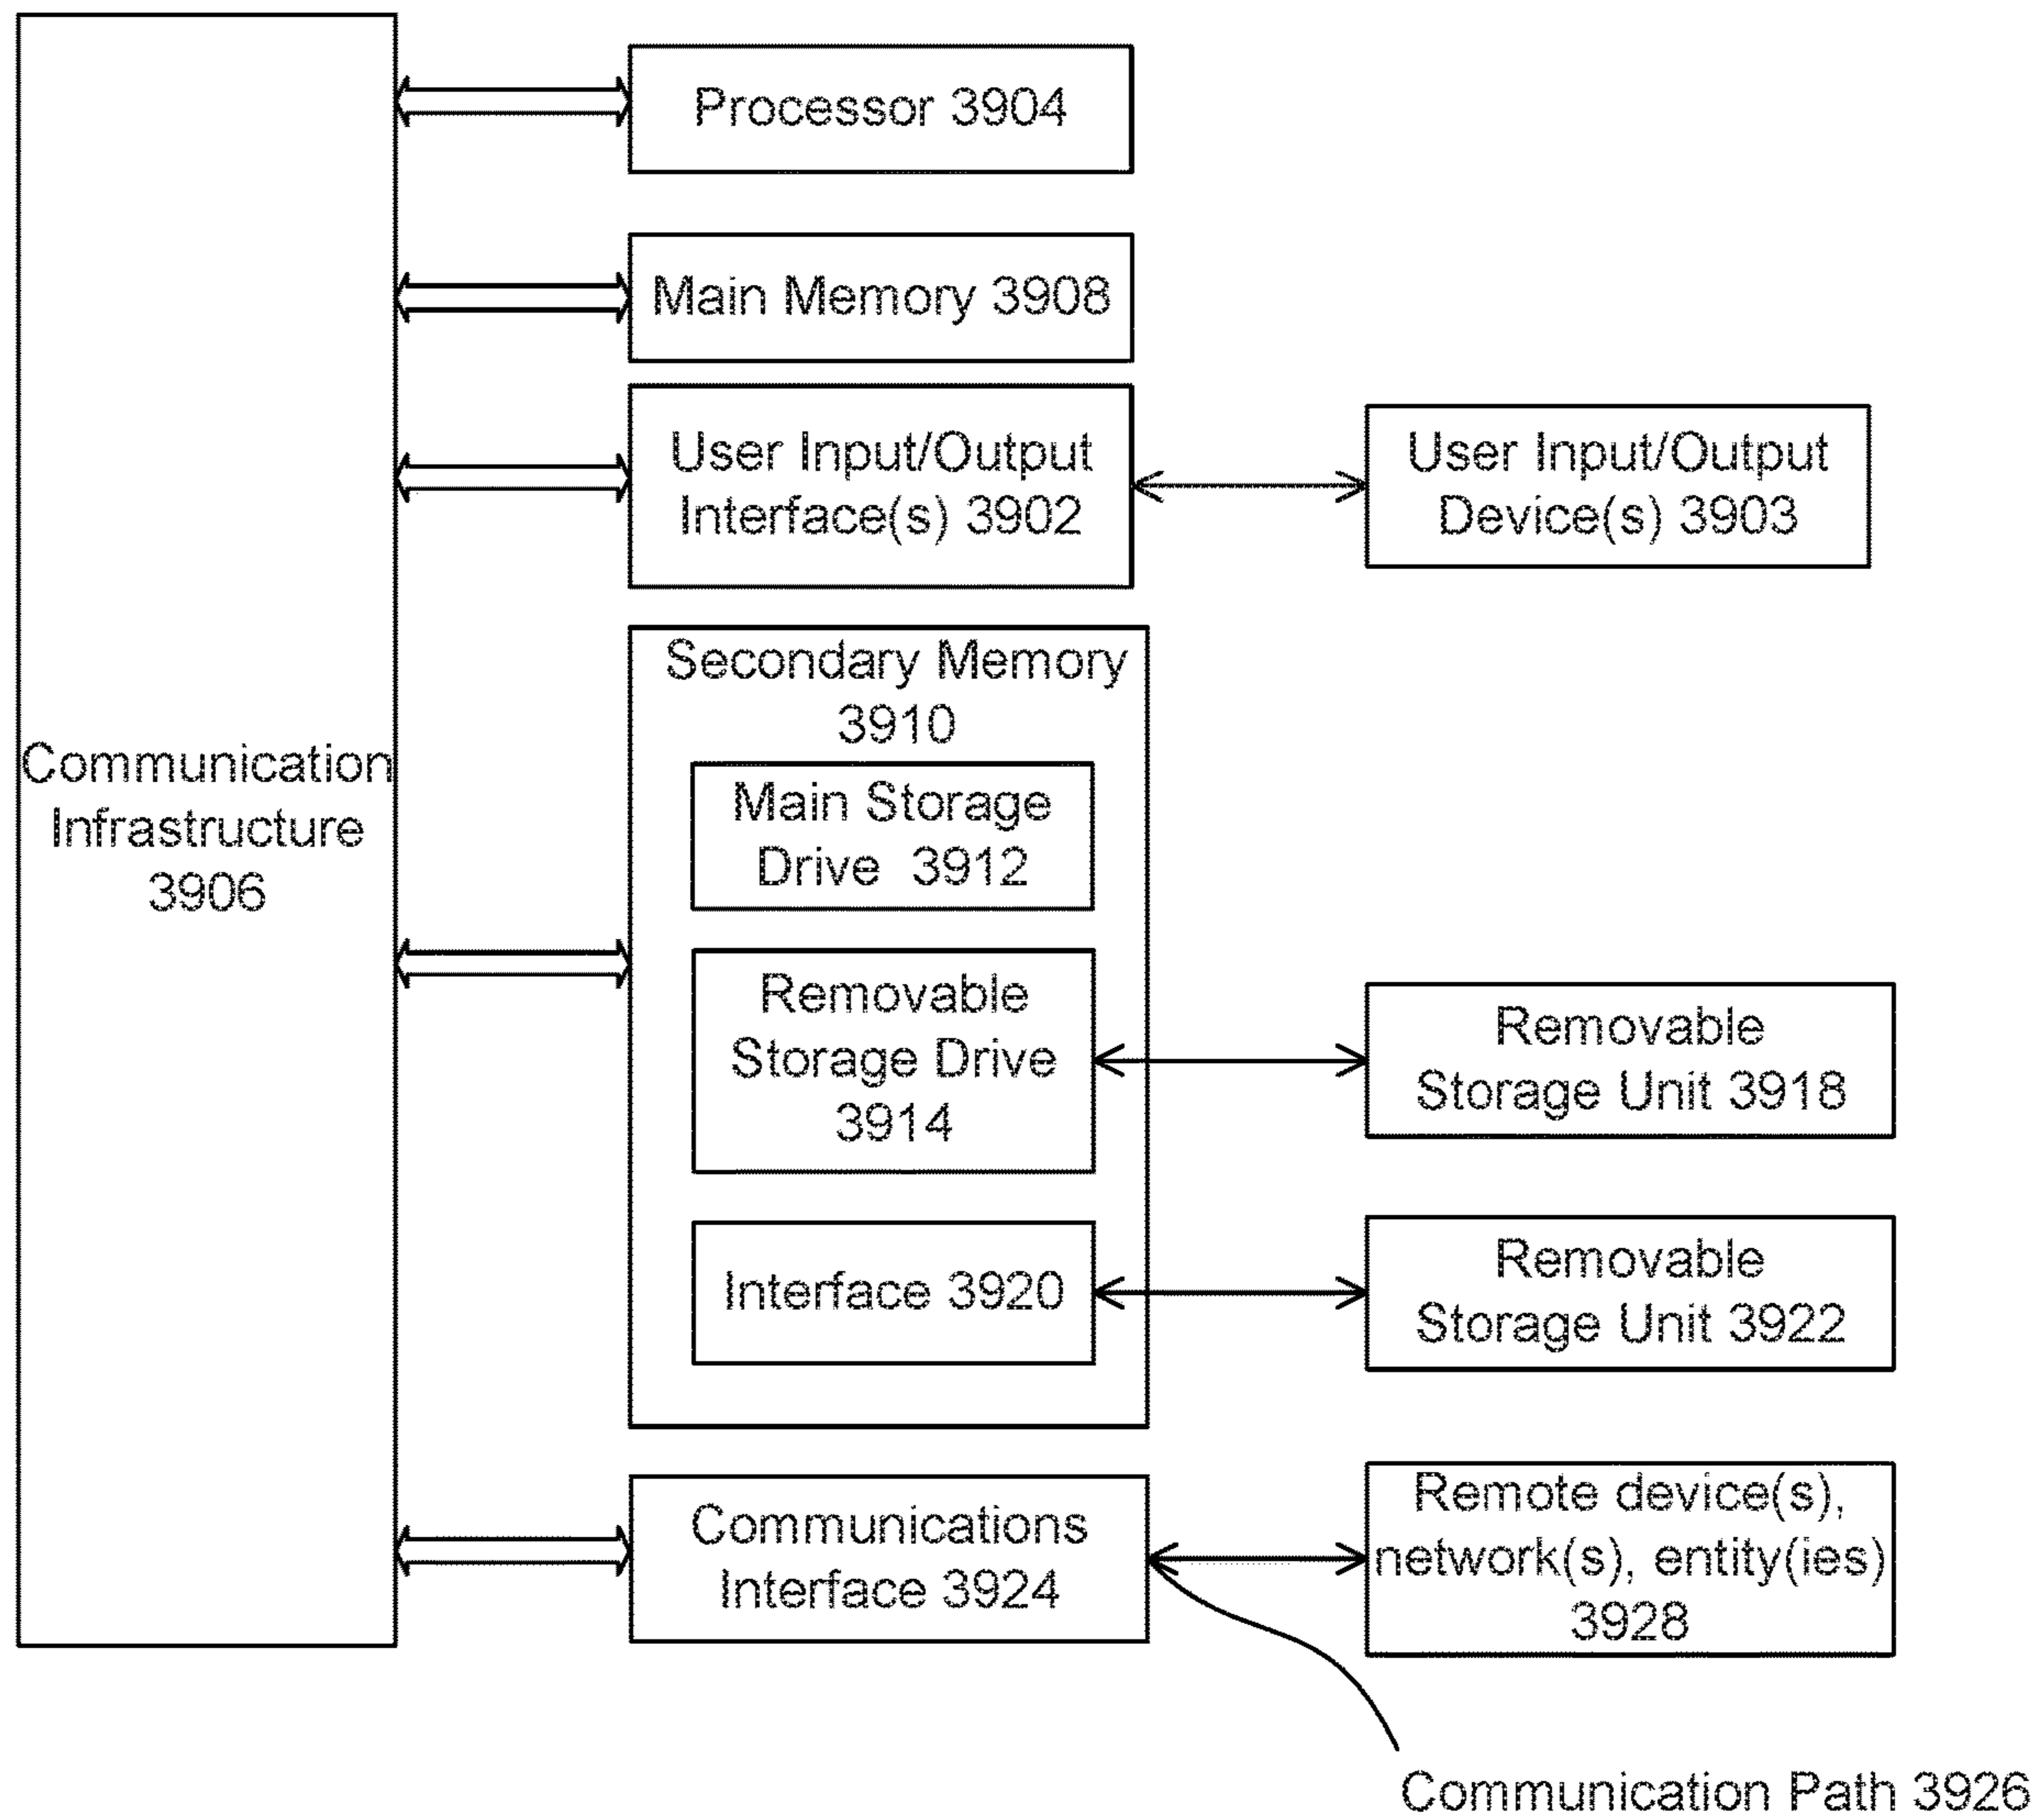 Processor 3904
Main Memory 3908
User Input/Output
Interface(s) 3902
User Input/Output
Device(s) 3903
Communication
Infrastructure
3906
Secondary Memory
3910
Main Storage
Drive 3912
Removable
Storage Drive
3914
Removable
Storage Unit 3918
Interface 3920
Removable
Storage Unit 3922
Communications
Interface 3924
Remote device(s),
network(s), entity(ies)
3928
Communication Path 3926